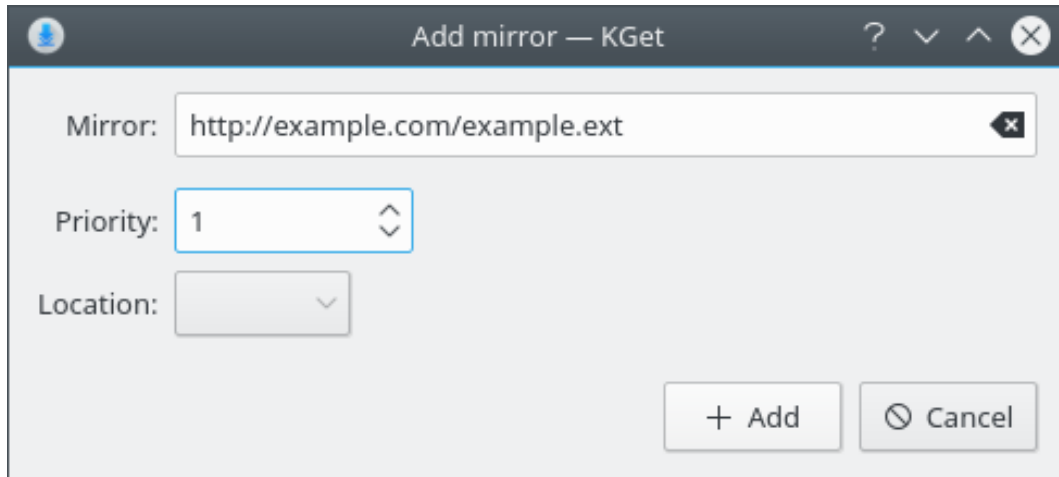 Add mirror — KGet
Mirror: http://example.com/example.ext
Priority: 1
Location:
Add Cancel